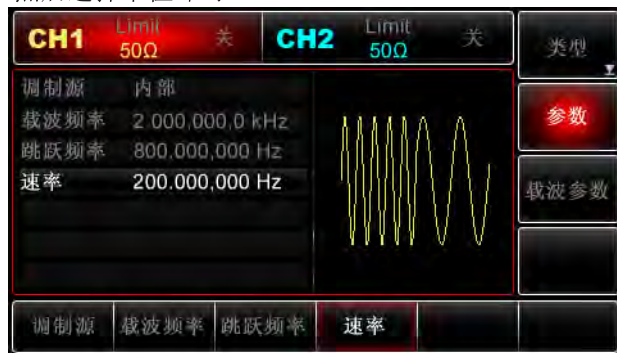 CH1 Limit 50Ω 关 CH2 Limit 50Ω 关
类型
调制源 内部
载波频率 2.000,000,0 kHz
跳跃频率 800.000,000 Hz
速率 200.000,000 Hz
参数
载波参数
调制源 载波频率 跳跃频率 速率